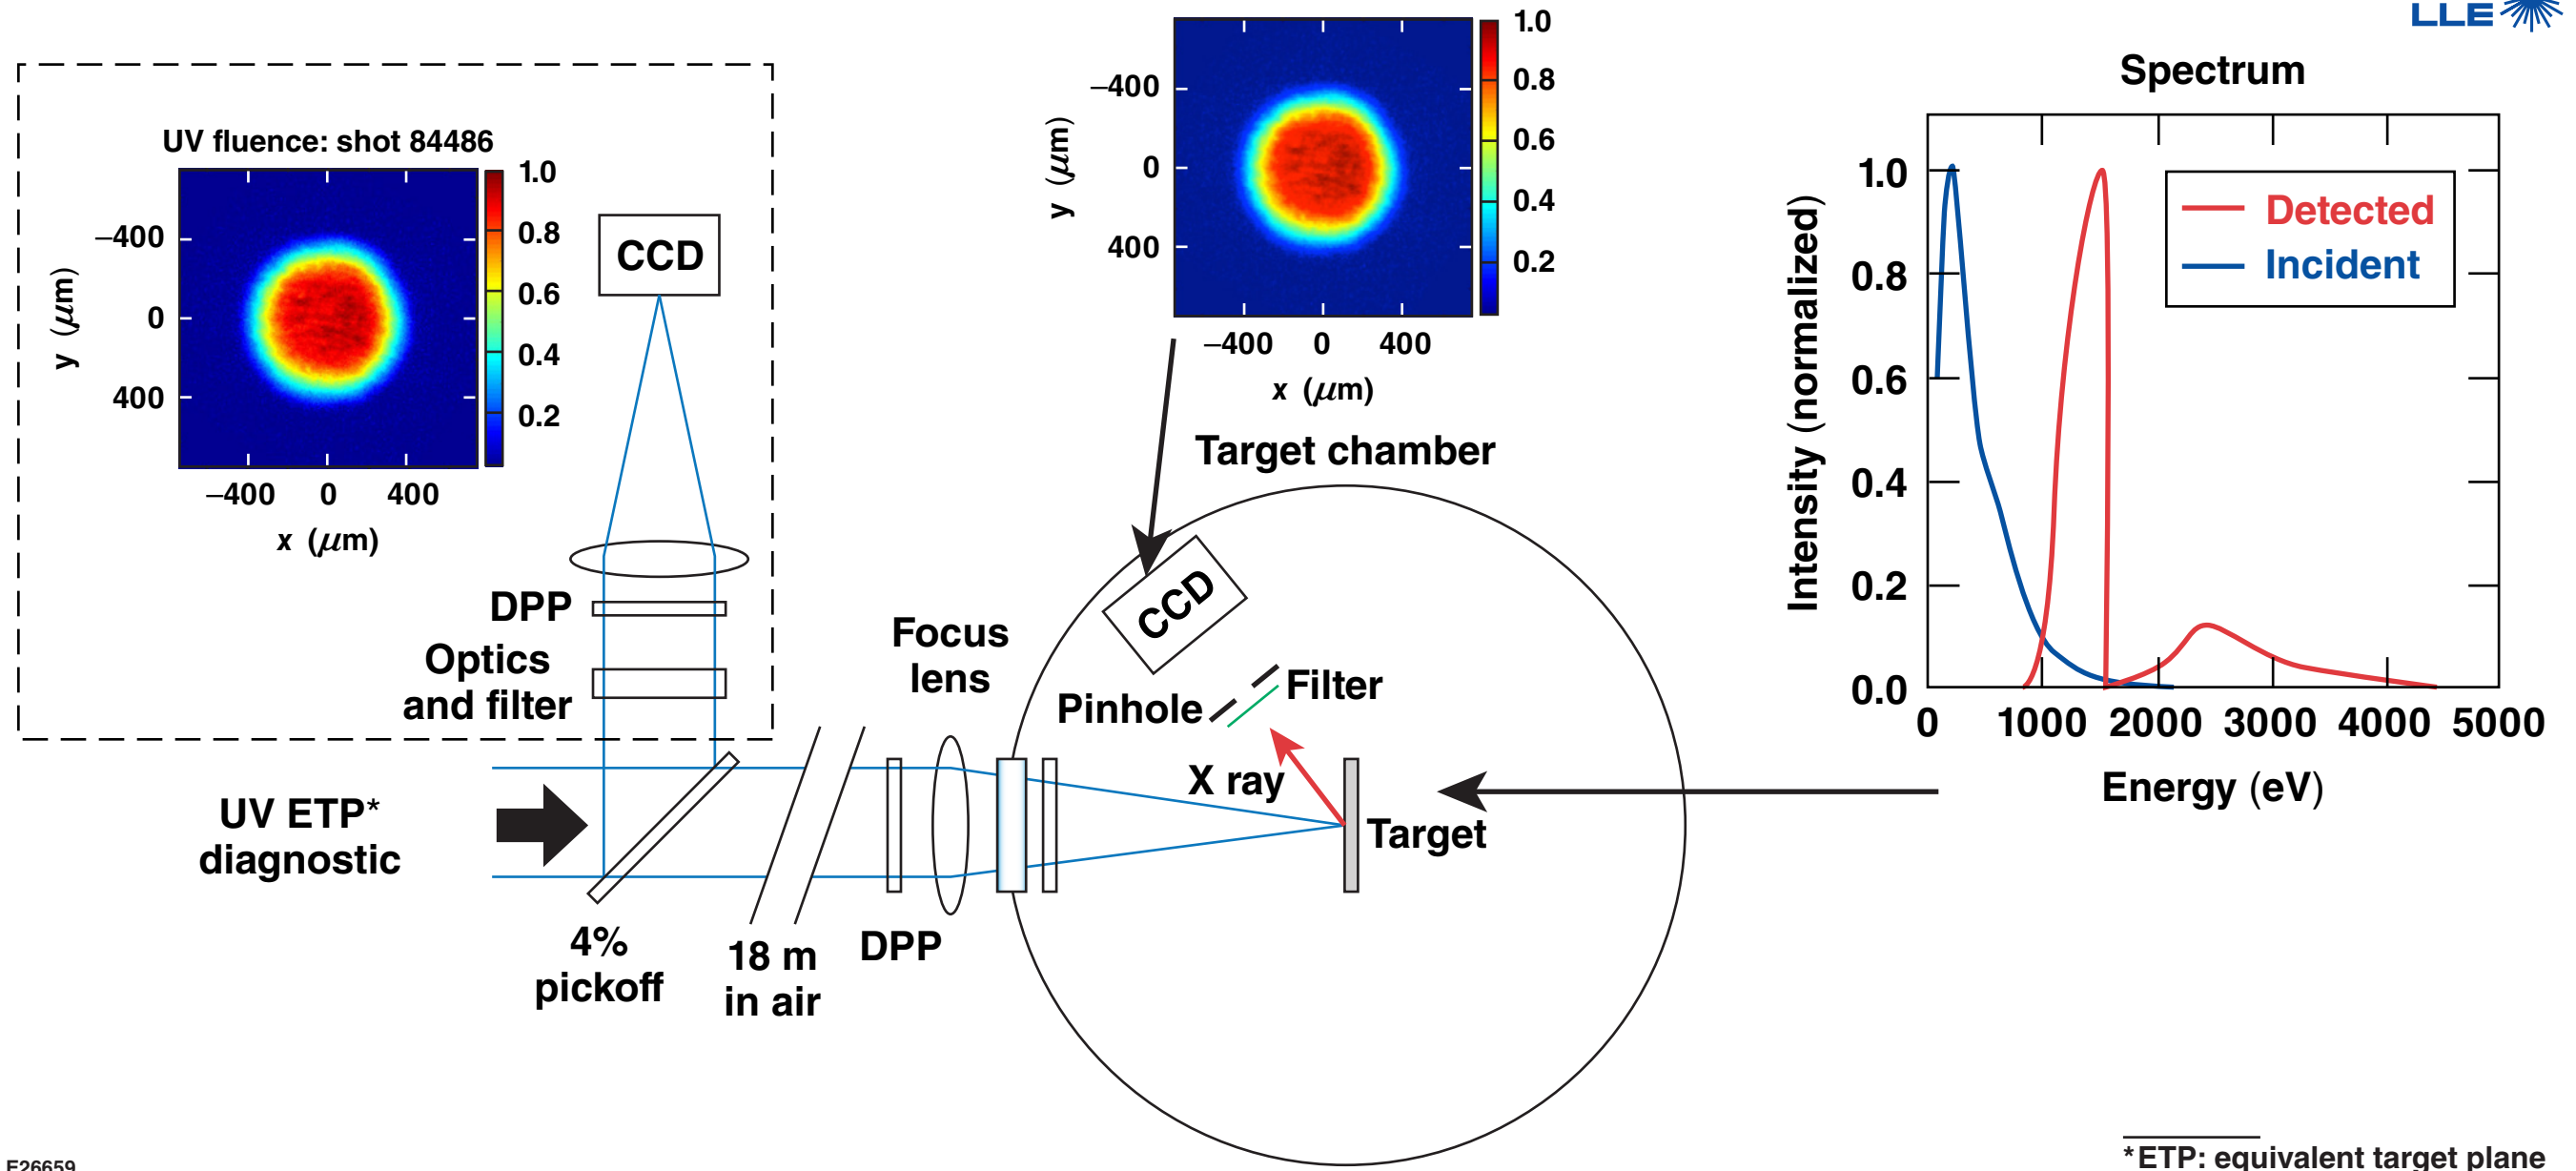 LLE
UV fluence: shot 84486
1.0
0.8
0.6
0.4
0.2
−400
0
400
y (μm)
−400 0 400
x (μm)
CCD
DPP
Optics
and filter
UV ETP*
diagnostic
4%
pickoff
18 m
in air
DPP
Focus
lens
1.0
0.8
0.6
0.4
0.2
−400
0
400
y (μm)
−400 0 400
x (μm)
Target chamber
CCD
Pinhole
Filter
X ray
Target
Spectrum
Detected
Incident
Intensity (normalized)
1.0
0.8
0.6
0.4
0.2
0.0
0 1000 2000 3000 4000 5000
Energy (eV)
E26659
*ETP: equivalent target plane